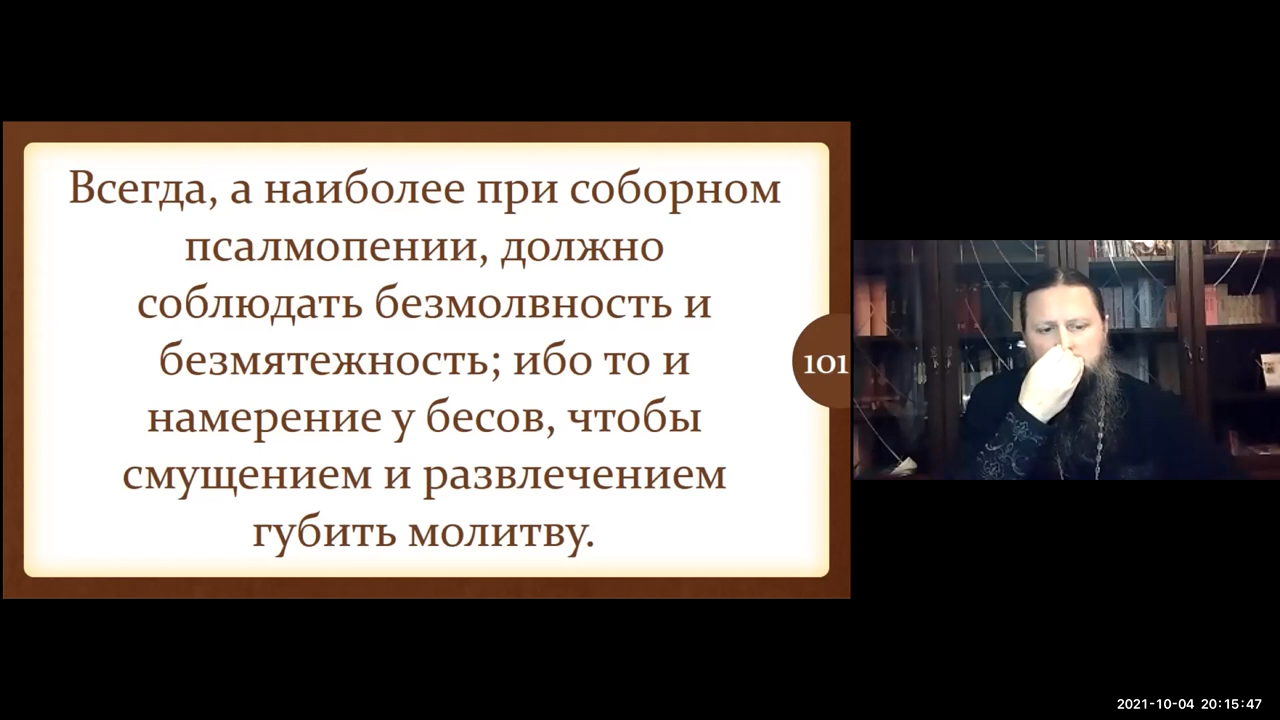 Всегда, а наиболее при соборном
псалмопении, должно
соблюдать безмолвность и
безмятежность; ибо то и
намерение у бесов, чтобы
смущением и развлечением
губить молитву.
101
2021-10-04 20:15:47